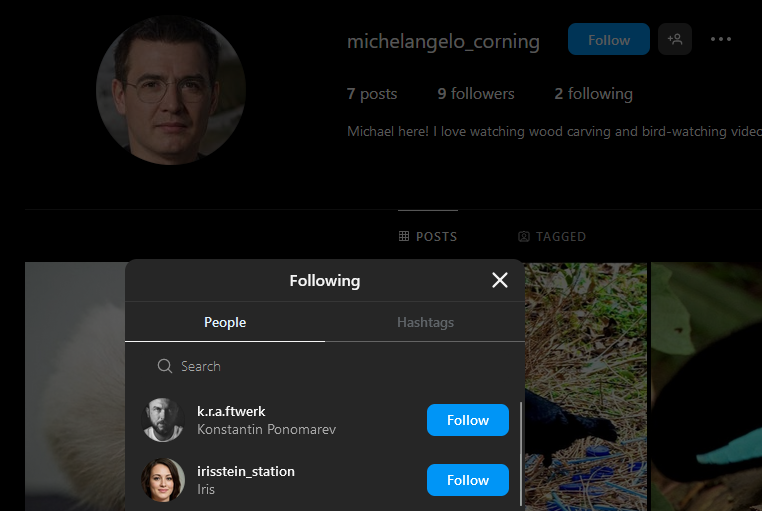 michelangelo_corning
Follow
7 posts 9 followers 2 following
Michael here! I love watching wood carving and bird-watching video
POSTS TAGGED
Following
People Hashtags
Search
k.r.a.ftwerk
Konstantin Ponomarev
Follow
irisstein_station
Iris
Follow